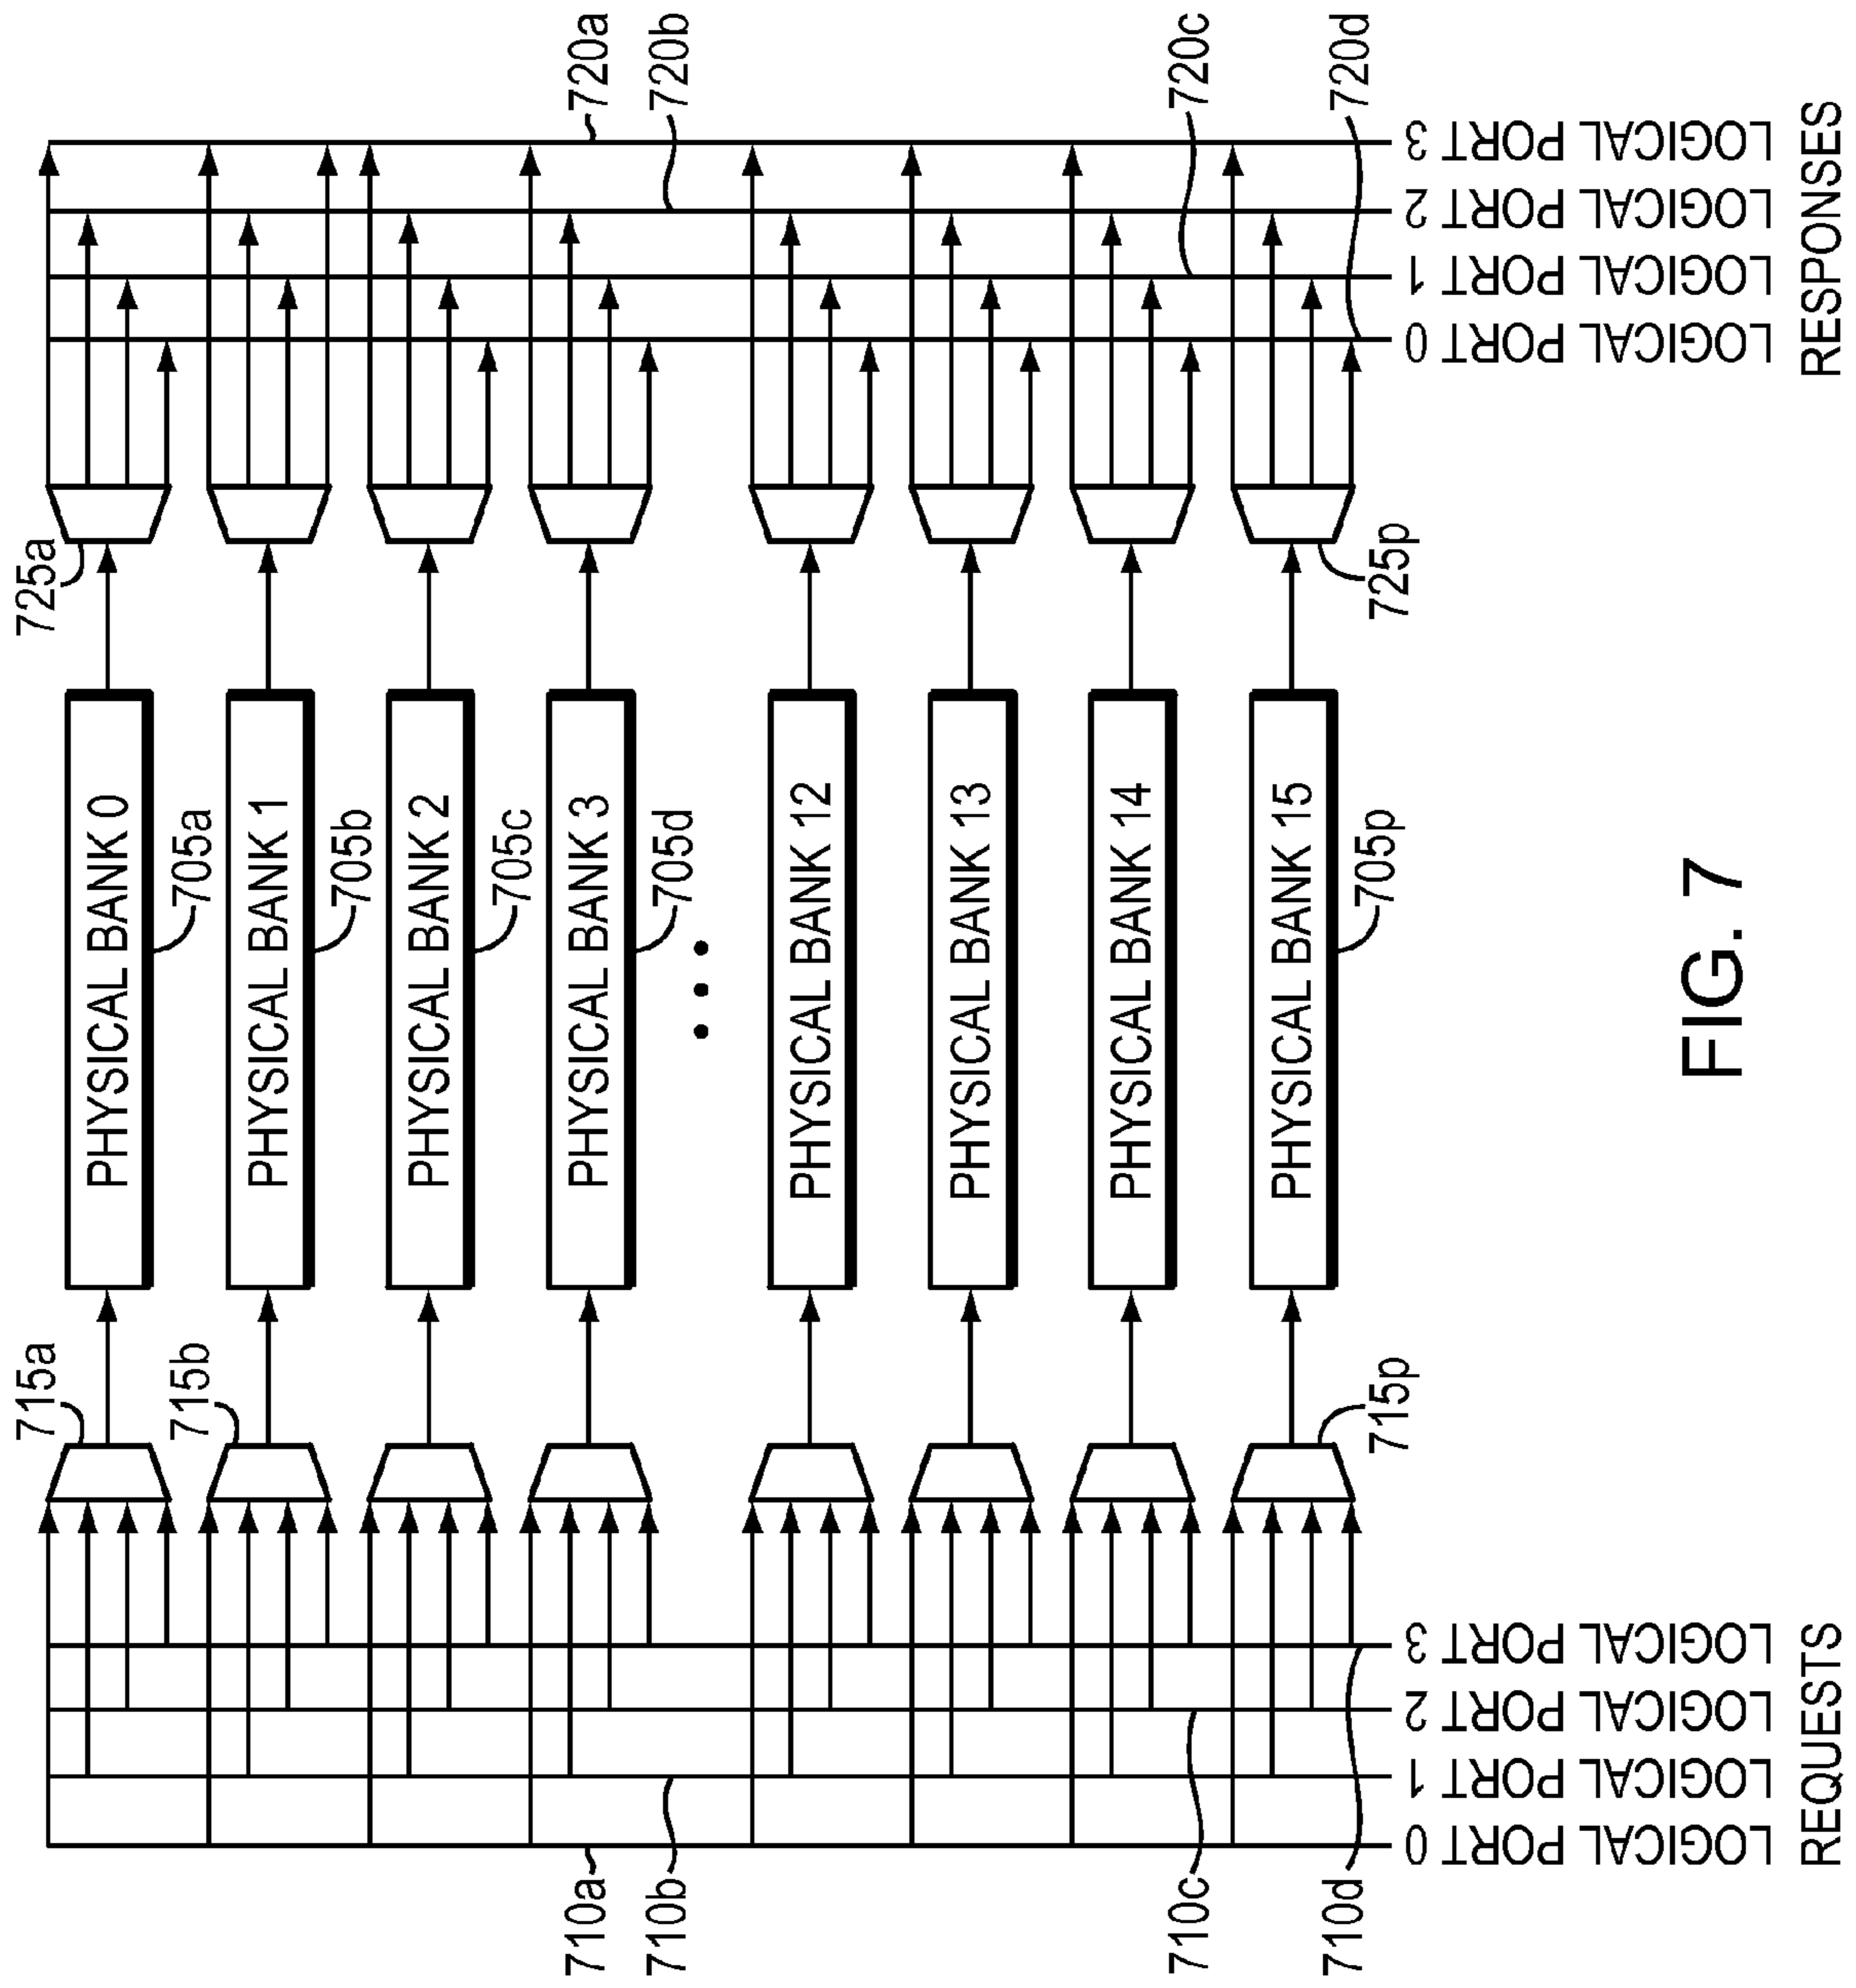 715a
725a
PHYSICAL BANK 0
705a
715b
PHYSICAL BANK 1
705b
PHYSICAL BANK 2
705c
710a
PHYSICAL BANK 3
720a
710b
705d
720b
...
PHYSICAL BANK 12
PHYSICAL BANK 13
PHYSICAL BANK 14
710c
720c
PHYSICAL BANK 15
710d
715p
705p
725p
720d
LOGICAL PORT 0
LOGICAL PORT 1
LOGICAL PORT 2
LOGICAL PORT 3
REQUESTS
LOGICAL PORT 0
LOGICAL PORT 1
LOGICAL PORT 2
LOGICAL PORT 3
RESPONSES
FIG. 7